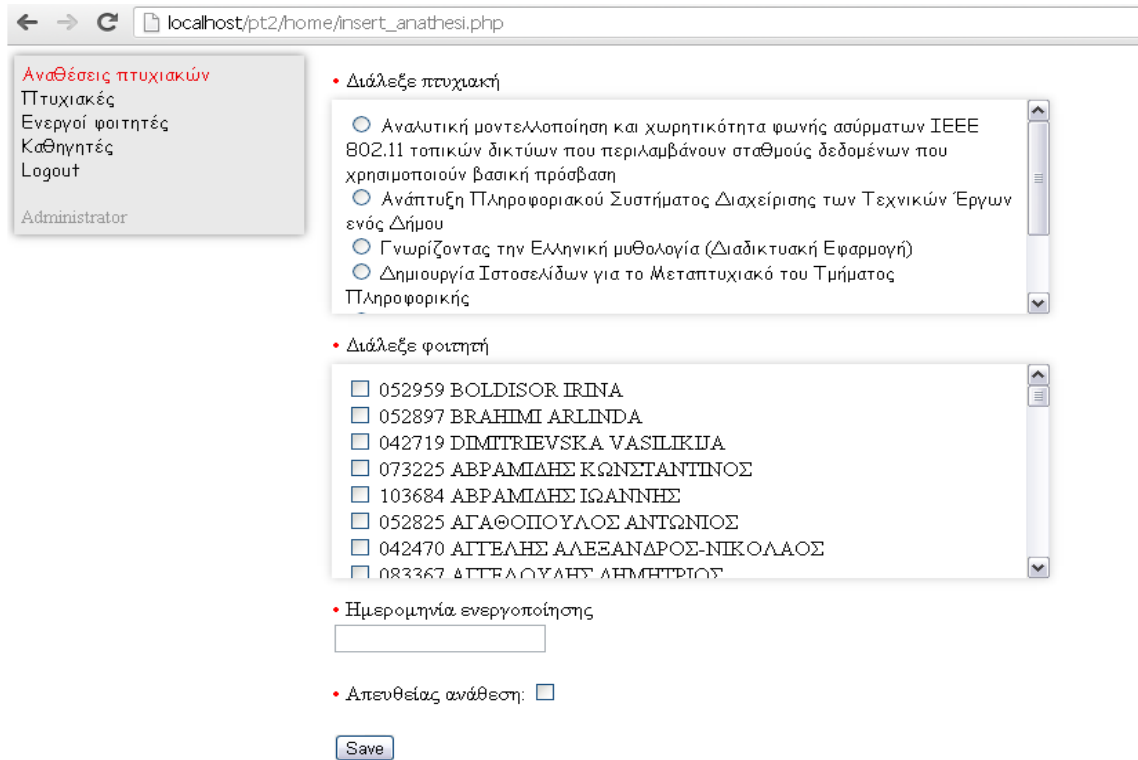 localhost/pt2/home/insert_anathesi.php
Αναθέσεις πτυχιακών
Πτυχιακές
Ενεργοί φοιτητές
Καθηγητές
Logout
Administrator
• Διάλεξε πτυχιακή
Αναλυτική μοντελλοποίηση και χωρητικότητα φωνής ασύρματων IEEE
802.11 τοπικών δικτύων που περιλαμβάνουν σταθμούς δεδομένων που
χρησιμοποιούν βασική πρόσβαση
Ανάπτυξη Πληροφοριακού Συστήματος Διαχείρισης των Τεχνικών Έργων
ενός Δήμου
Γνωρίζοντας την Ελληνική μυθολογία (Διαδικτυακή Εφαρμογή)
Δημιουργία Ιστοσελίδων για το Μεταπτυχιακό του Τμήματος
Πληροφορικής
• Διάλεξε φοιτητή
052959 BOLDISOR IRINA
052897 BRAHIMI ARLINDA
042719 DIMITRIEVSKA VASILIKIJA
073225 ΑΒΡΑΜΙΔΗΣ ΚΩΝΣΤΑΝΤΙΝΟΣ
103684 ΑΒΡΑΜΙΔΗΣ ΙΩΑΝΝΗΣ
052825 ΑΓΑΘΟΠΟΥΛΟΣ ΑΝΤΩΝΙΟΣ
042470 ΑΓΓΕΛΗΣ ΑΛΕΞΑΝΔΡΟΣ-ΝΙΚΟΛΑΟΣ
083367 ΑΓΓΕΛΟΥΔΗΣ ΔΗΜΗΤΡΙΟΣ
• Ημερομηνία ενεργοποίησης
• Απευθείας ανάθεση:
Save